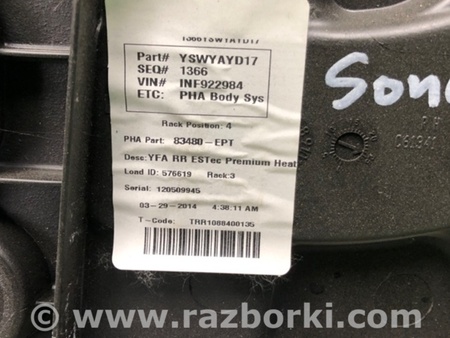 Part# YSWYAYD17
SEQ# 1366
VIN# INF922984
ETC: PHA Body Sys
Rack Position: 4
PHA Part: 83480-EPT
Desc: YFA RR ESTec Premium Heat
Load ID: 576619 Rack: 3
Serial: 120509945
03-29-2014 4:38:11 AM
T-Code: TRR1088400135
www.razborki.com